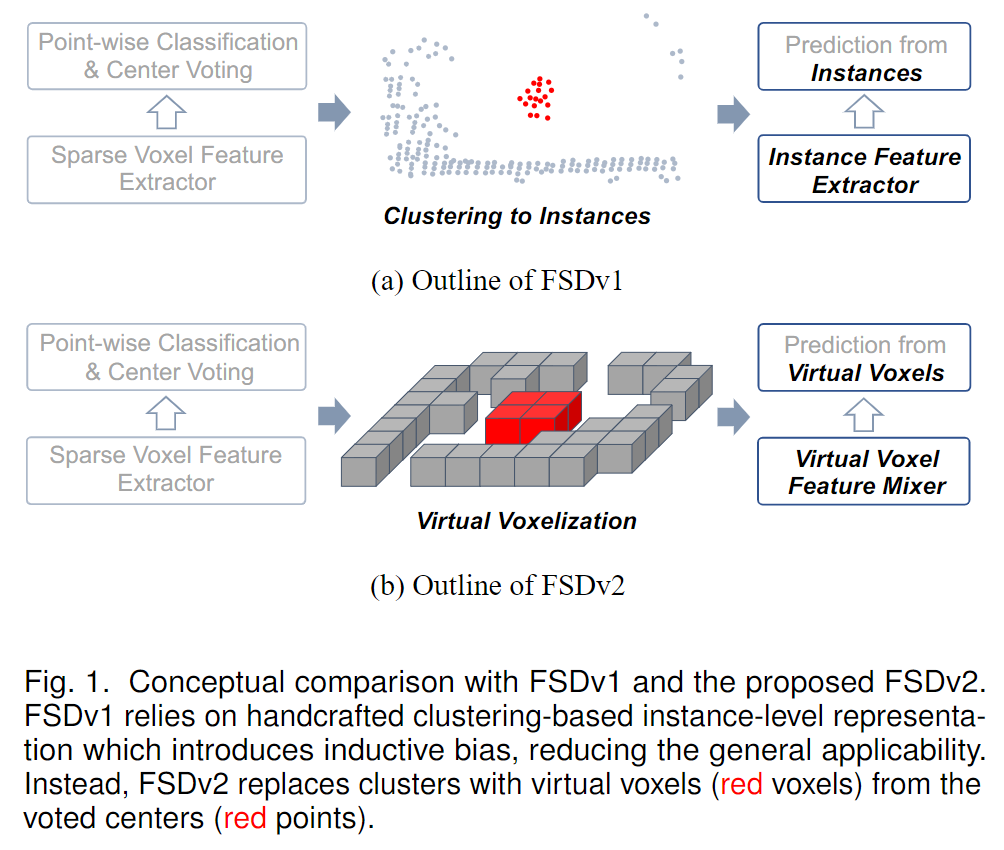 Point-wise Classification
& Center Voting
Sparse Voxel Feature
Extractor
Clustering to Instances
Prediction from
Instances
Instance Feature
Extractor
(a) Outline of FSDv1
Point-wise Classification
& Center Voting
Sparse Voxel Feature
Extractor
Virtual Voxelization
Prediction from
Virtual Voxels
Virtual Voxel
Feature Mixer
(b) Outline of FSDv2
Fig. 1. Conceptual comparison with FSDv1 and the proposed FSDv2.
FSDv1 relies on handcrafted clustering-based instance-level representa-
tion which introduces inductive bias, reducing the general applicability.
Instead, FSDv2 replaces clusters with virtual voxels (red voxels) from the
voted centers (red points).